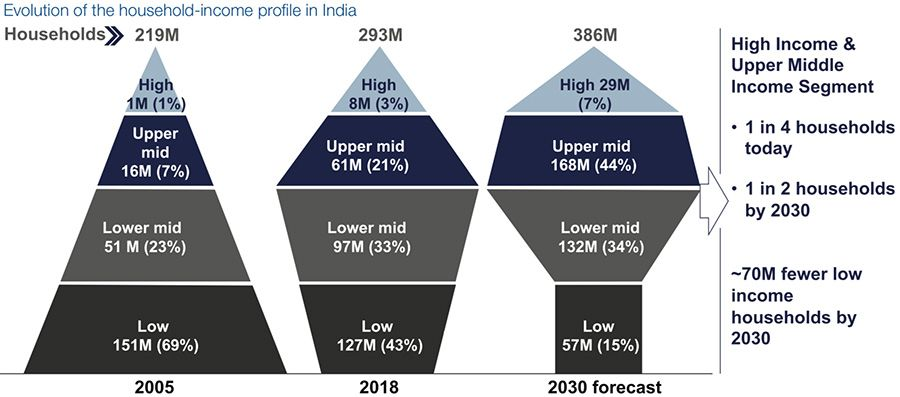 Evolution of the household-income profile in India
Households 219M 293M 386M
High
1M (1%)
Upper
mid
16M (7%)
Lower mid
51 M (23%)
Low
151M (69%)
2005
High
8M (3%)
Upper mid
61M (21%)
Lower mid
97M (33%)
Low
127M (43%)
2018
High 29M
(7%)
Upper mid
168M (44%)
Lower mid
132M (34%)
Low
57M (15%)
2030 forecast
High Income &
Upper Middle
Income Segment
• 1 in 4 households
today
• 1 in 2 households
by 2030
~70M fewer low
income
households by
2030